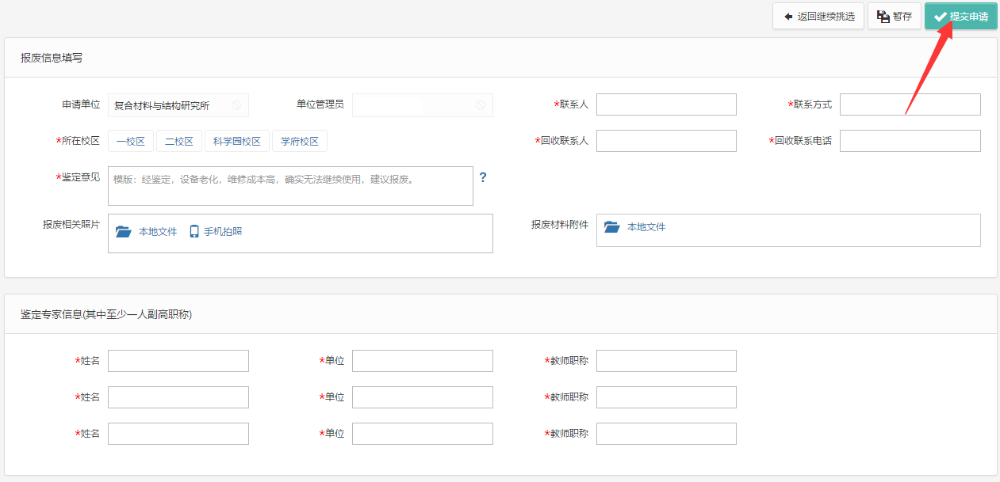 返回继续挑选 暂存 提交申请
报废信息填写
申请单位 复合材料与结构研究所 单位管理员 *联系人 *联系方式
*所在校区 一校区 二校区 科学园校区 学府校区 *回收联系人 *回收联系电话
*鉴定意见 模版：经鉴定，设备老化，维修成本高，确实无法继续使用，建议报废。 ?
报废相关照片 本地文件 手机拍照 报废材料附件 本地文件
鉴定专家信息(其中至少一人副高职称)
*姓名 *单位 *教师职称
*姓名 *单位 *教师职称
*姓名 *单位 *教师职称